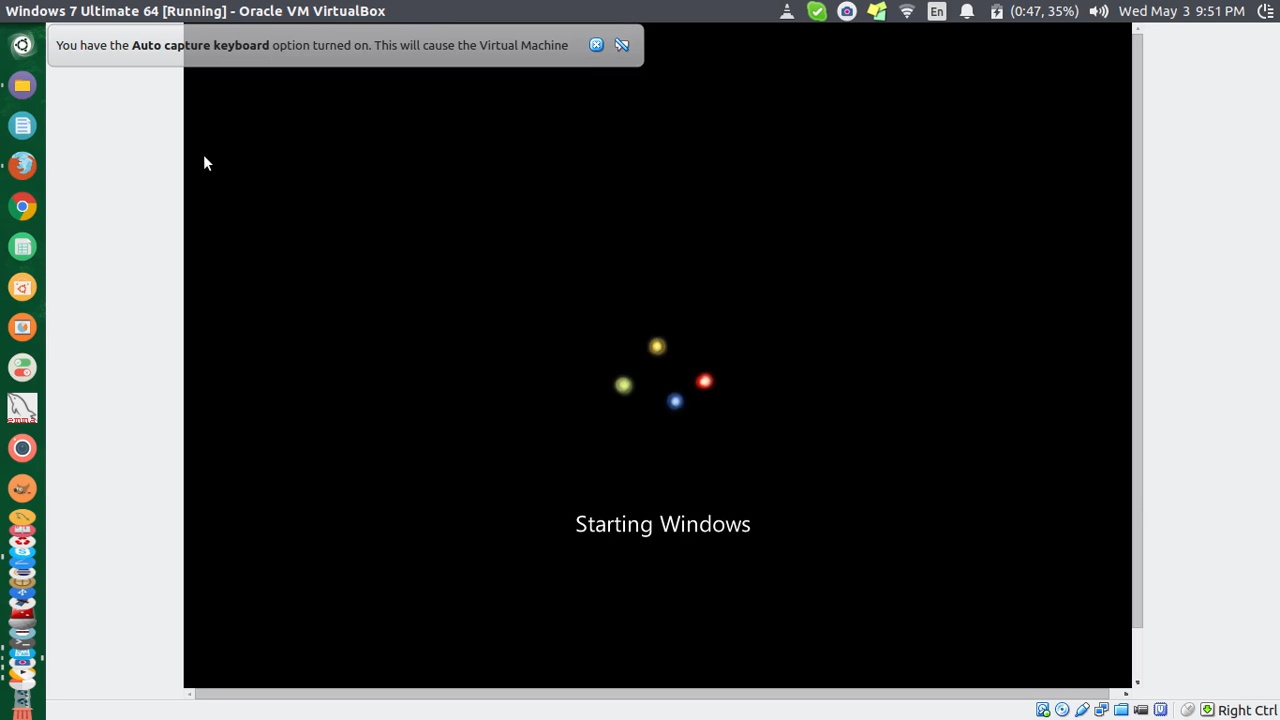 Windows 7 Ultimate 64 [Running] - Oracle VM VirtualBox
En
(0:47, 35%)
Wed May 3 9:51 PM
You have the Auto capture keyboard option turned on. This will cause the Virtual Machine
emma
Starting Windows
Right Ctrl